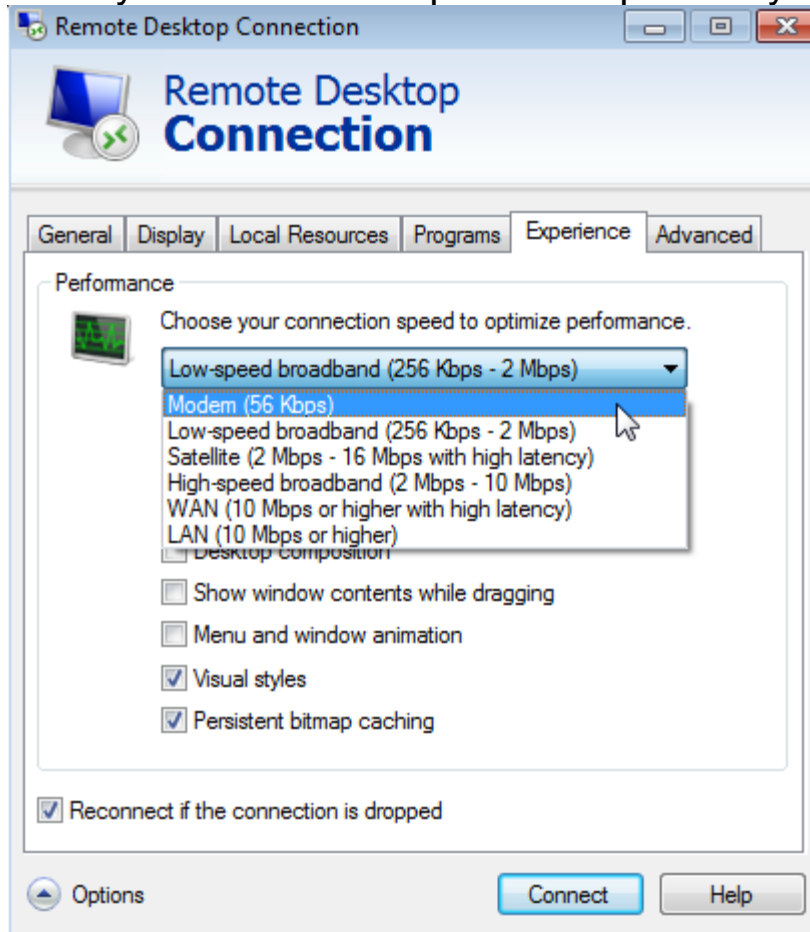 Remote Desktop Connection
Remote Desktop
Connection
General Display Local Resources Programs Experience Advanced
Performance
Choose your connection speed to optimize performance.
Low-speed broadband (256 Kbps - 2 Mbps)
Modem (56 Kbps)
Low-speed broadband (256 Kbps - 2 Mbps)
Satellite (2 Mbps - 16 Mbps with high latency)
High-speed broadband (2 Mbps - 10 Mbps)
WAN (10 Mbps or higher with high latency)
LAN (10 Mbps or higher)
Desktop composition
Show window contents while dragging
Menu and window animation
Visual styles
Persistent bitmap caching
Reconnect if the connection is dropped
Options Connect Help